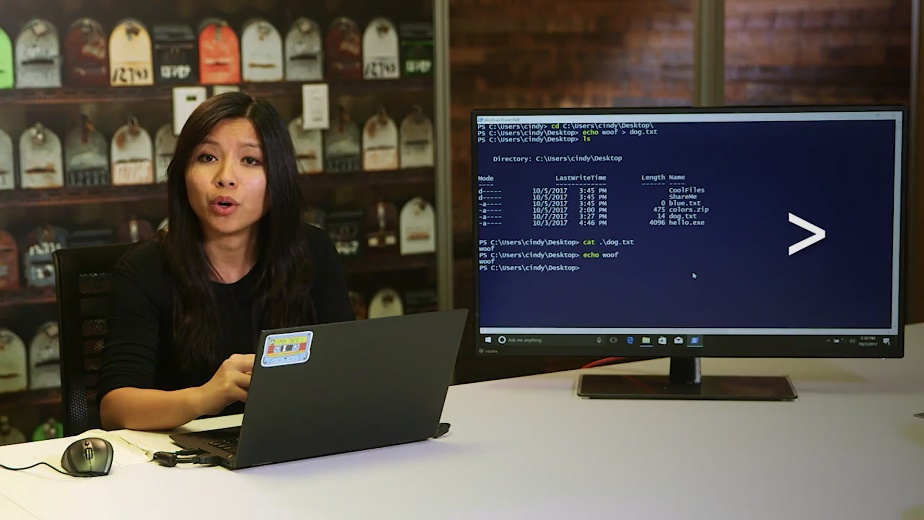 PS C:\Users\cindy> cd C:\Users\cindy\Desktop\
PS C:\Users\cindy\Desktop> echo woof > dog.txt
PS C:\Users\cindy\Desktop> ls
Directory: C:\Users\cindy\Desktop
Mode LastWriteTime Length Name
---- ------------- ------ ----
d----- 10/5/2017 3:45 PM CoolFiles
d----- 10/5/2017 3:45 PM ShareMe
-a---- 10/5/2017 3:45 PM 0 blue.txt
-a---- 10/5/2017 2:00 PM 475 colors.zip
-a---- 10/7/2017 3:27 PM 14 dog.txt
-a---- 10/3/2017 4:46 PM 4096 hello.exe
PS C:\Users\cindy\Desktop> cat .\dog.txt
woof
PS C:\Users\cindy\Desktop> echo woof
woof
PS C:\Users\cindy\Desktop>
>
Ask me anything